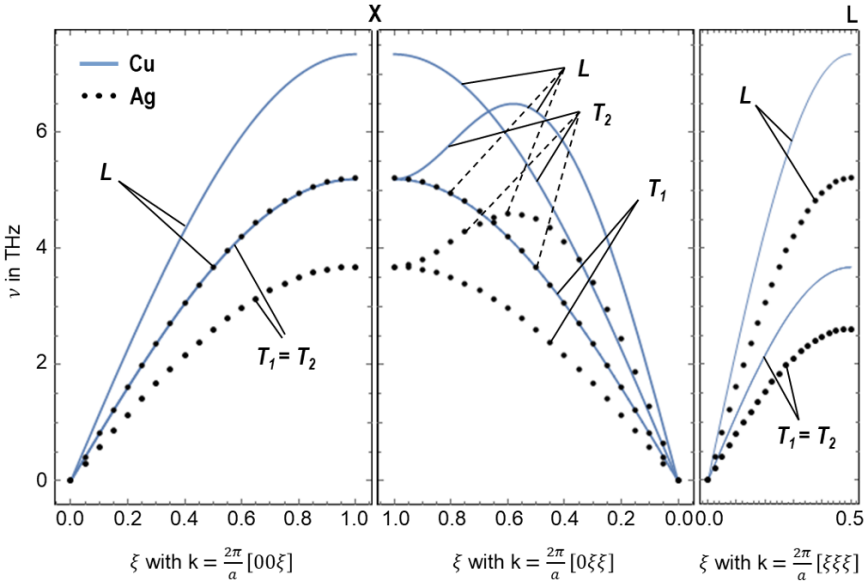 X L
Cu
Ag
L
T₁ = T₂
L
T₂
T₁
L
T₁ = T₂
ν in THz
6
4
2
0
0.0 0.2 0.4 0.6 0.8 1.0
1.0 0.8 0.6 0.4 0.2 0.0
0.0 0.5
ξ with k = 2π/a [00ξ]
ξ with k = 2π/a [0ξξ]
ξ with k = 2π/a [ξξξ]